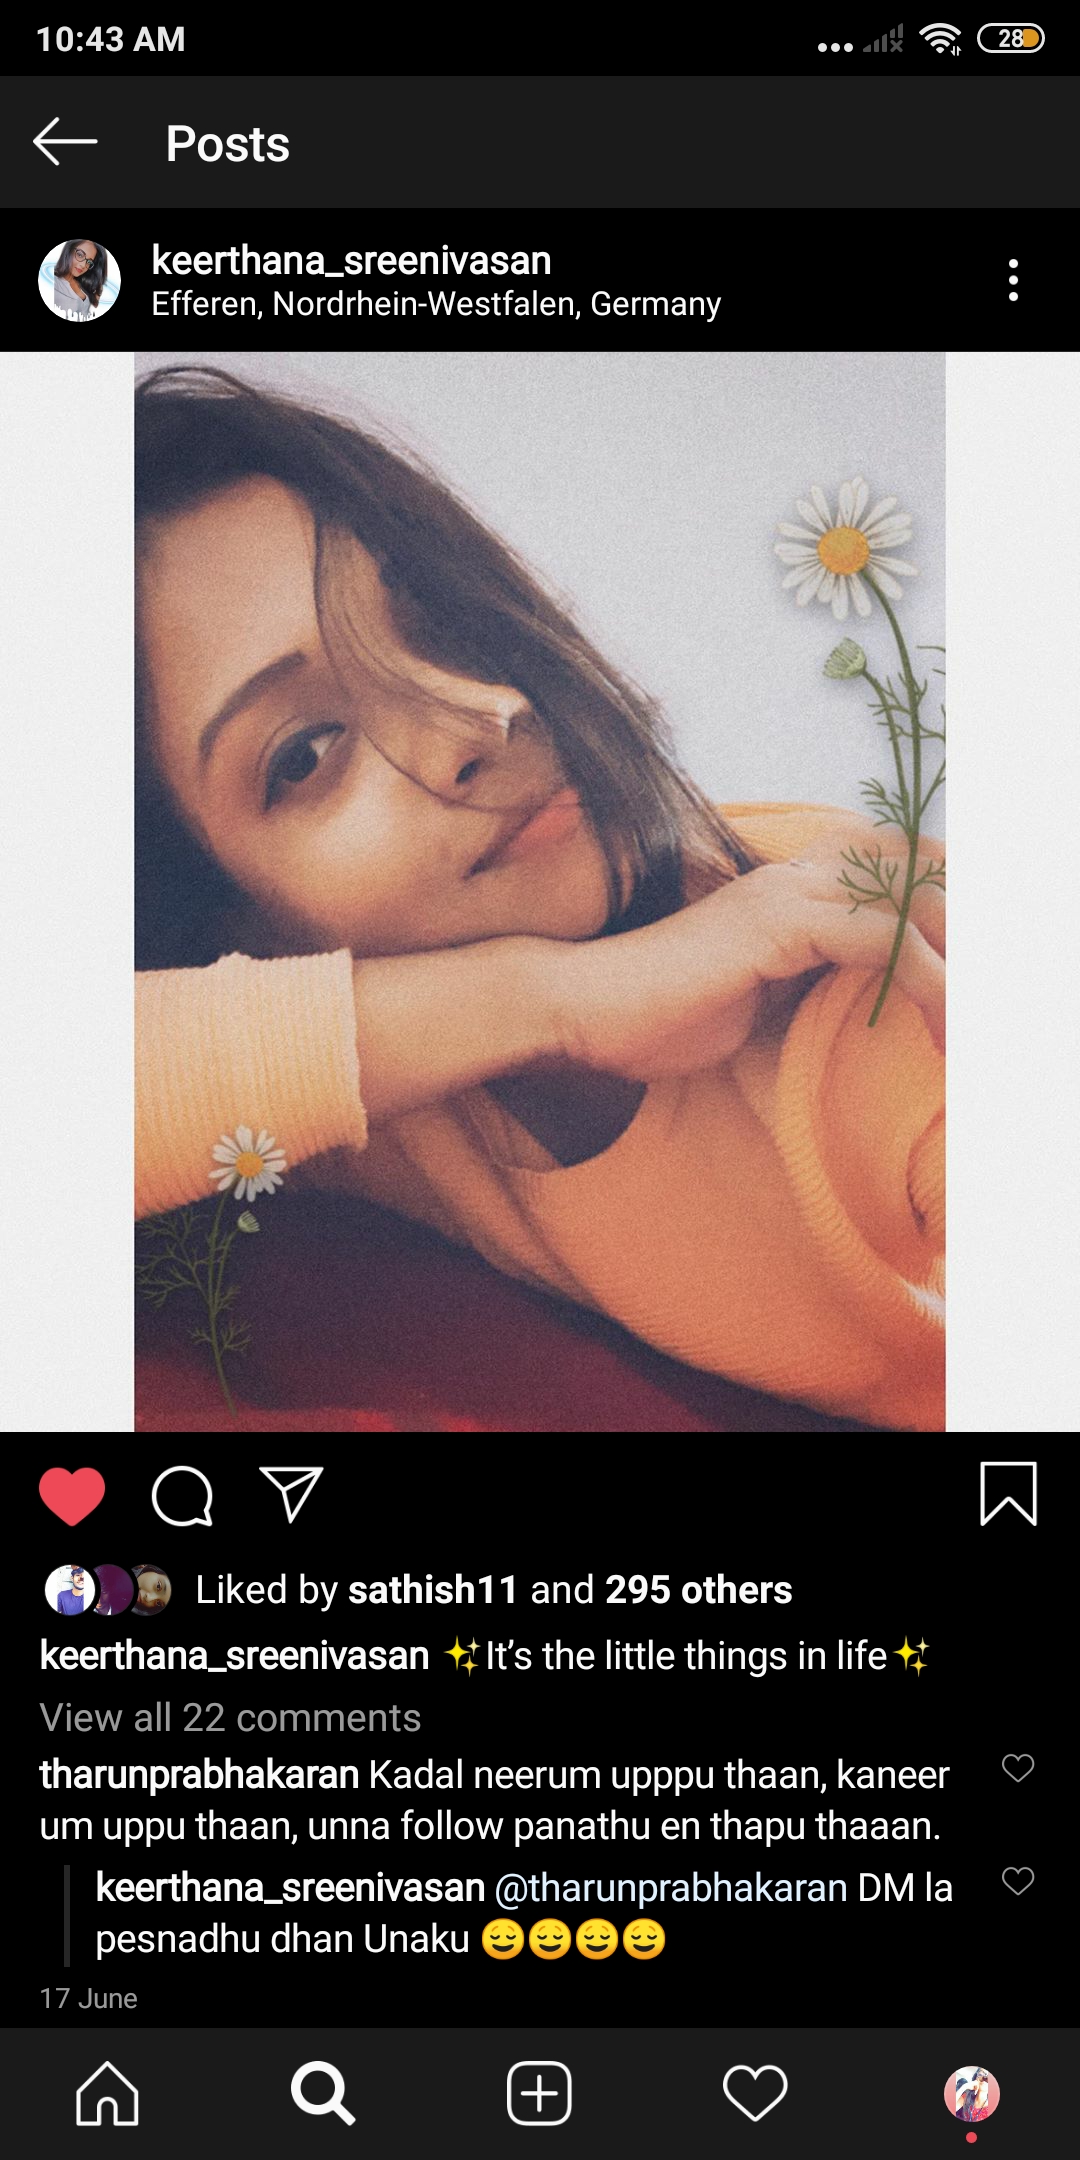 10:43 AM
28
Posts
keerthana_sreenivasan
Efferen, Nordrhein-Westfalen, Germany
Liked by sathish11 and 295 others
keerthana_sreenivasan ✨It’s the little things in life✨
View all 22 comments
tharunprabhakaran Kadal neerum upppu thaan, kaneer
um uppu thaan, unna follow panathu en thapu thaaan.
keerthana_sreenivasan @tharunprabhakaran DM la
pesnadhu dhan Unaku 😌😌😌😌
17 June